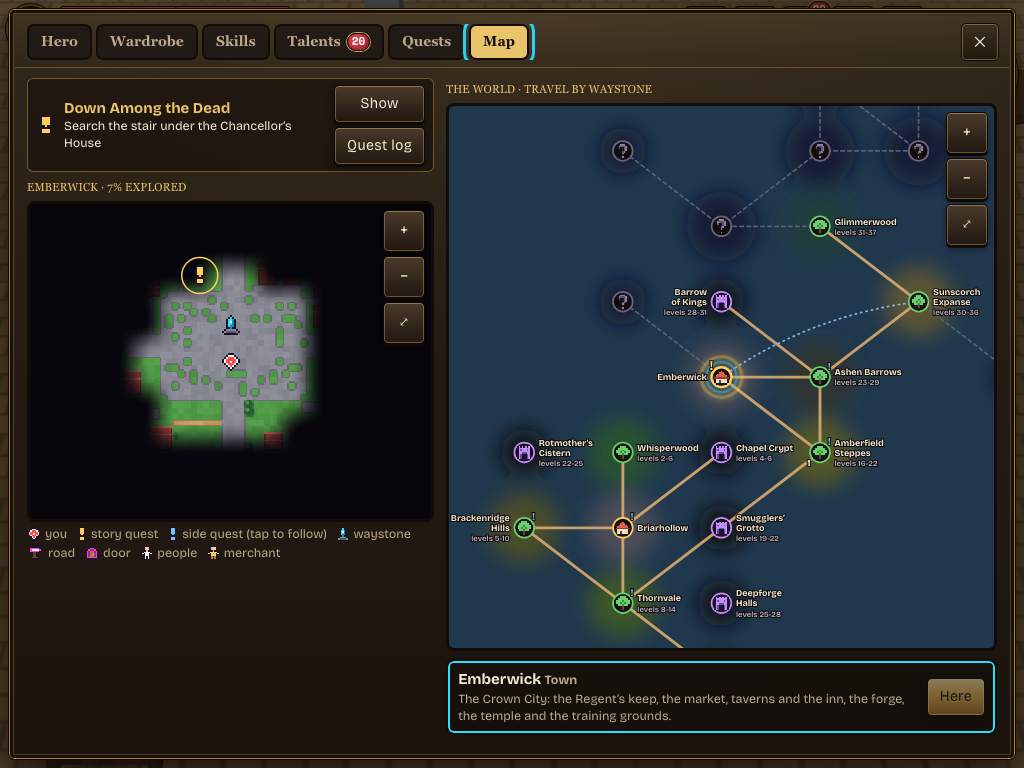 Hero
Wardrobe
Skills
Talents 20
Quests
Map
×
Down Among the Dead
Search the stair under the Chancellor's
House
Show
Quest log
EMBERWICK · 7% EXPLORED
+
−
you
story quest
side quest (tap to follow)
waystone
road
door
people
merchant
THE WORLD · TRAVEL BY WAYSTONE
+
−
?
?
?
?
?
Glimmerwood
levels 31-37
Barrow
of Kings
levels 28-31
Sunscorch
Expanse
levels 30-36
Emberwick
Ashen Barrows
levels 23-29
Rotmother's
Cistern
levels 22-25
Whisperwood
levels 2-6
Chapel Crypt
levels 4-6
Amberfield
Steppes
levels 16-22
Brackenridge
Hills
levels 5-10
Briarhollow
Smugglers'
Grotto
levels 19-22
Thornvale
levels 8-14
Deepforge
Halls
levels 25-28
Emberwick Town
The Crown City: the Regent's keep, the market, taverns and the inn, the forge,
the temple and the training grounds.
Here